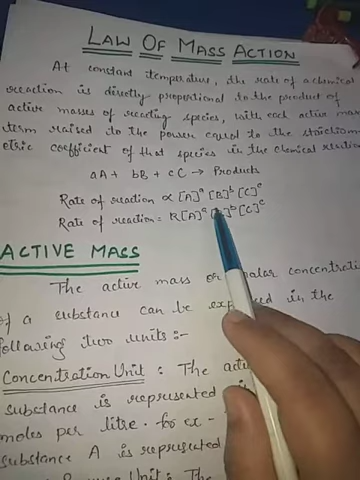 LAW OF MASS ACTION
At constant temperature, the rate of a chemical
reaction is directly proportional to the product of
active masses of reacting species, with each active mass
term raised to the power equal to the stoichiom
etric coefficient of that species in the chemical reaction
aA + bB + cC → Products
Rate of reaction ∝ [A]ᵃ [B]ᵇ [C]ᶜ
Rate of reaction = K[A]ᵃ [B]ᵇ [C]ᶜ
ACTIVE MASS
The active mass or molar concentration
of a substance can be expressed in the
following two units :-
Concentration Unit : The
substance is represented
moles per litre. for ex -
substance A is represented
Unit : The